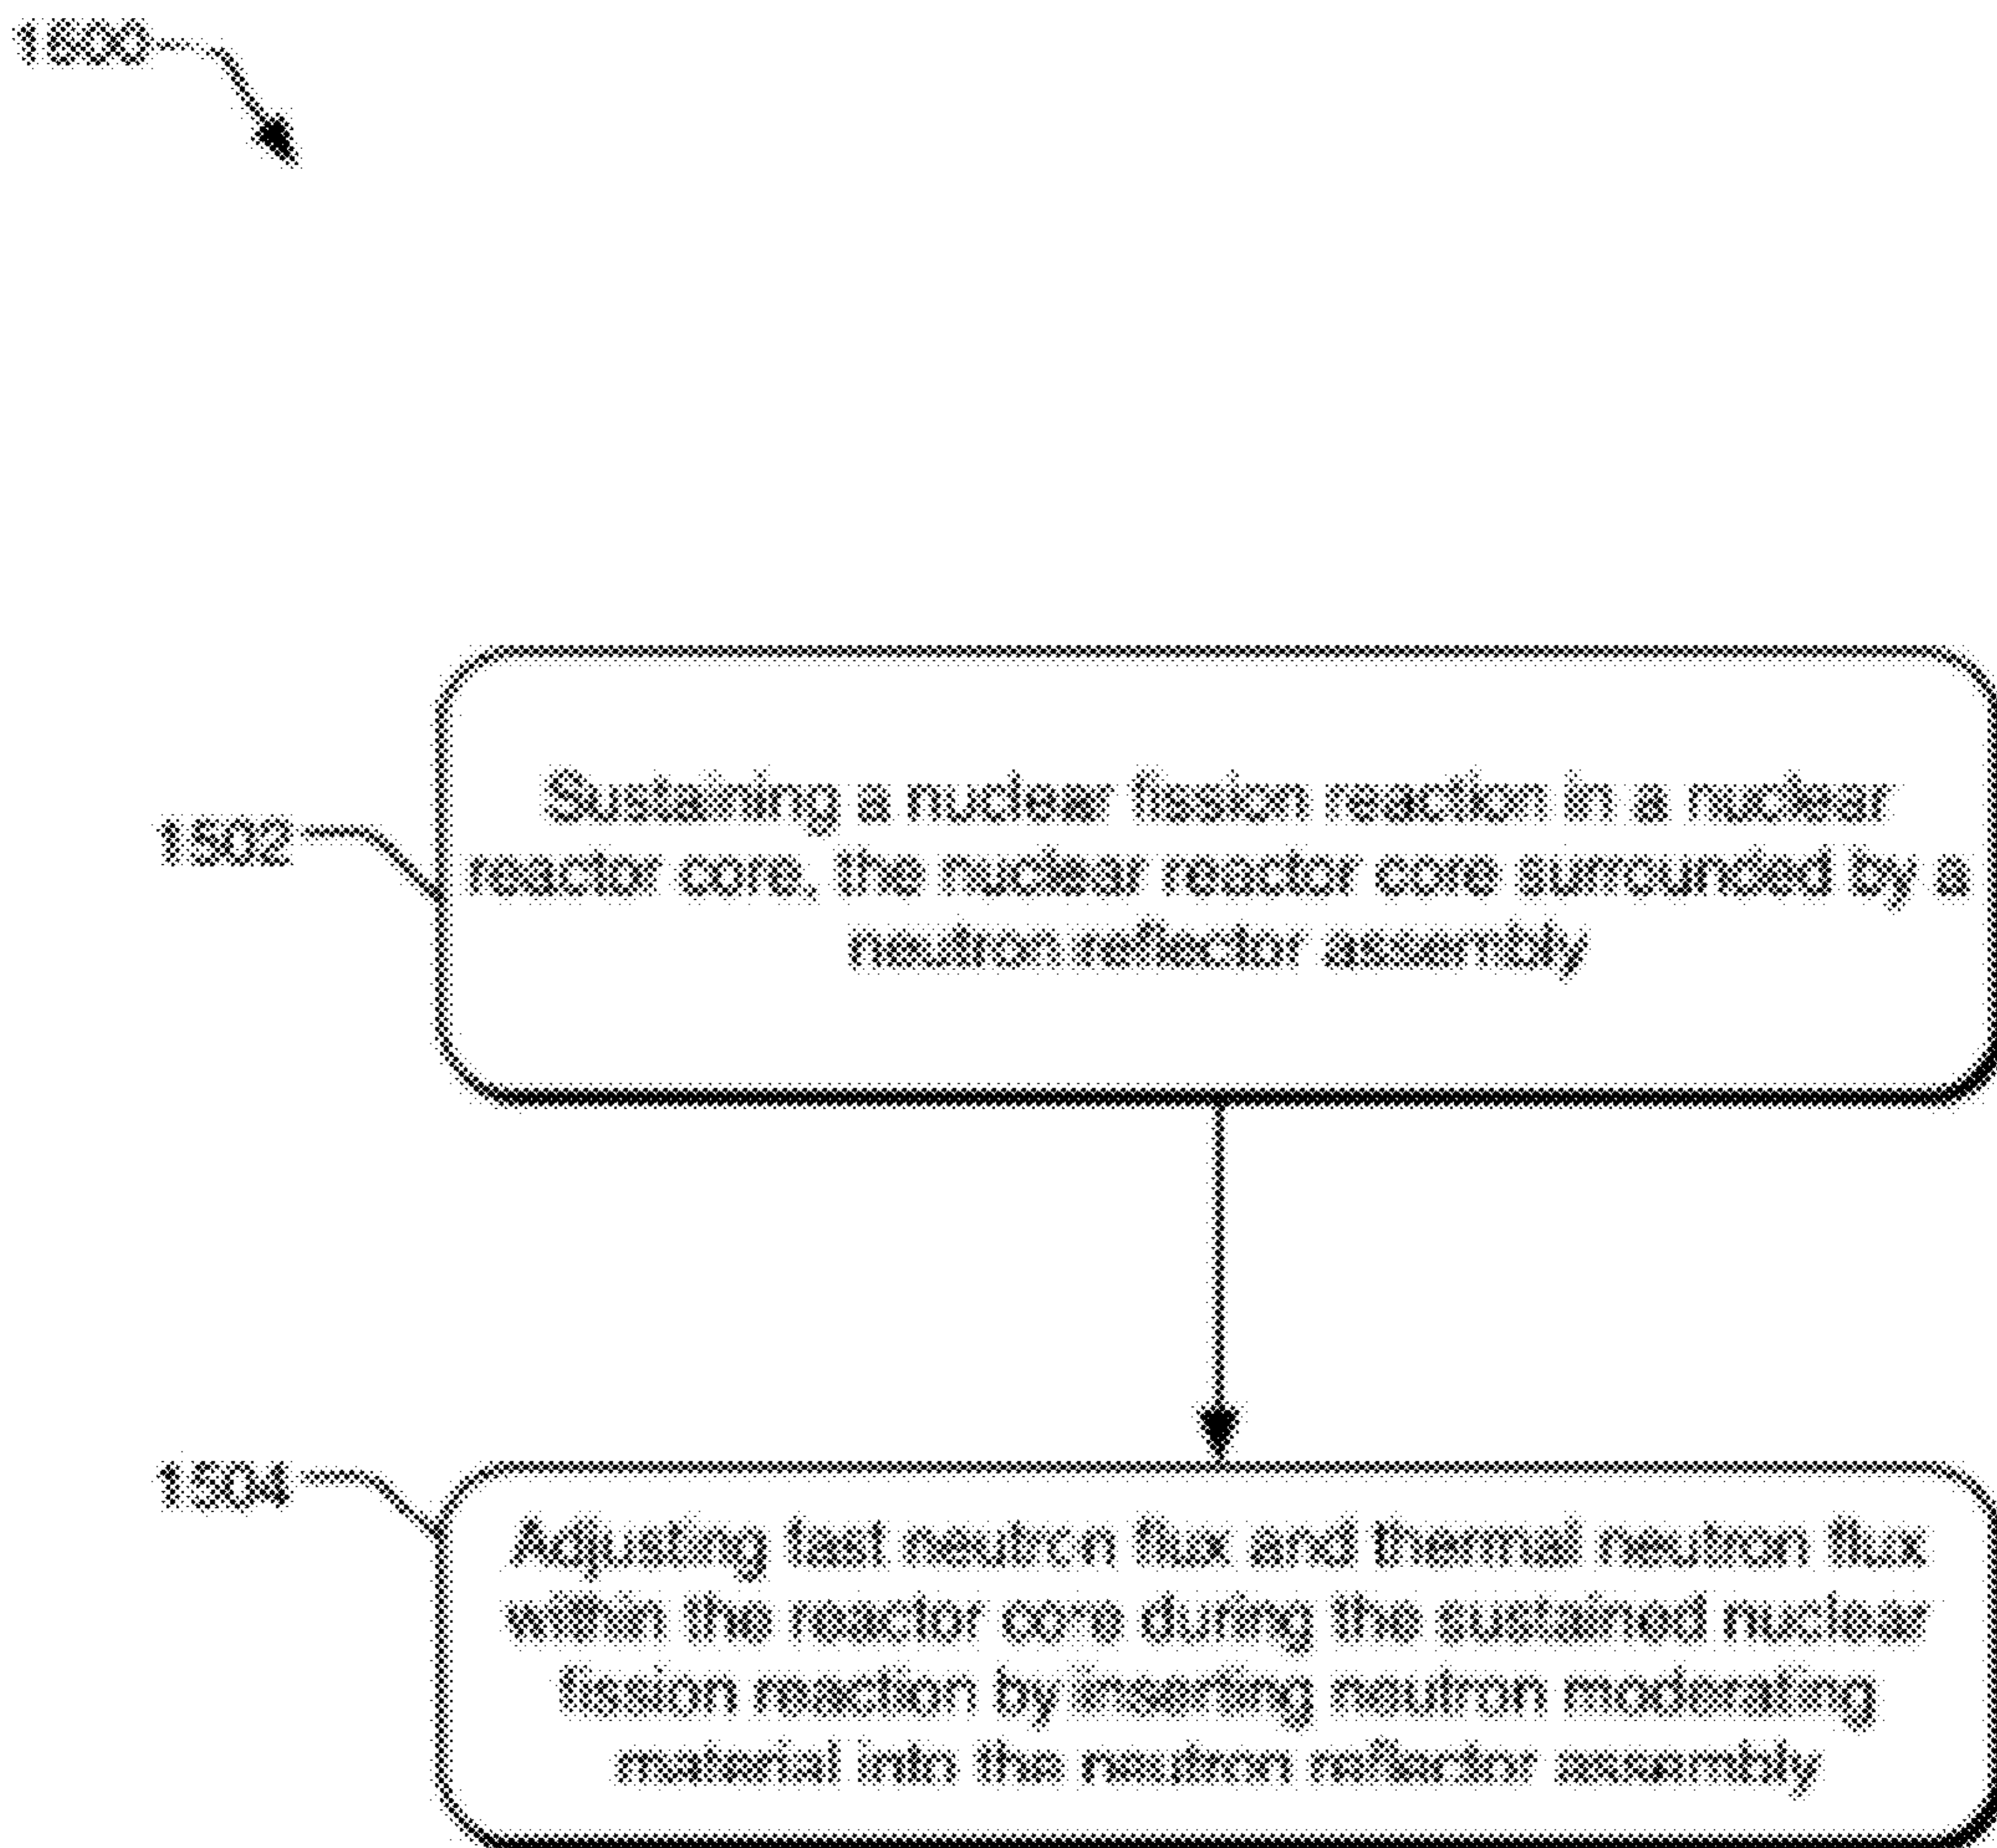 1500
1502
Sustaining a nuclear fission reaction in a nuclear
reactor core, the nuclear reactor core surrounded by a
neutron reflector assembly
1504
Adjusting fast neutron flux and thermal neutron flux
within the reactor core during the sustained nuclear
fission reaction by inserting neutron moderating
material into the neutron reflector assembly